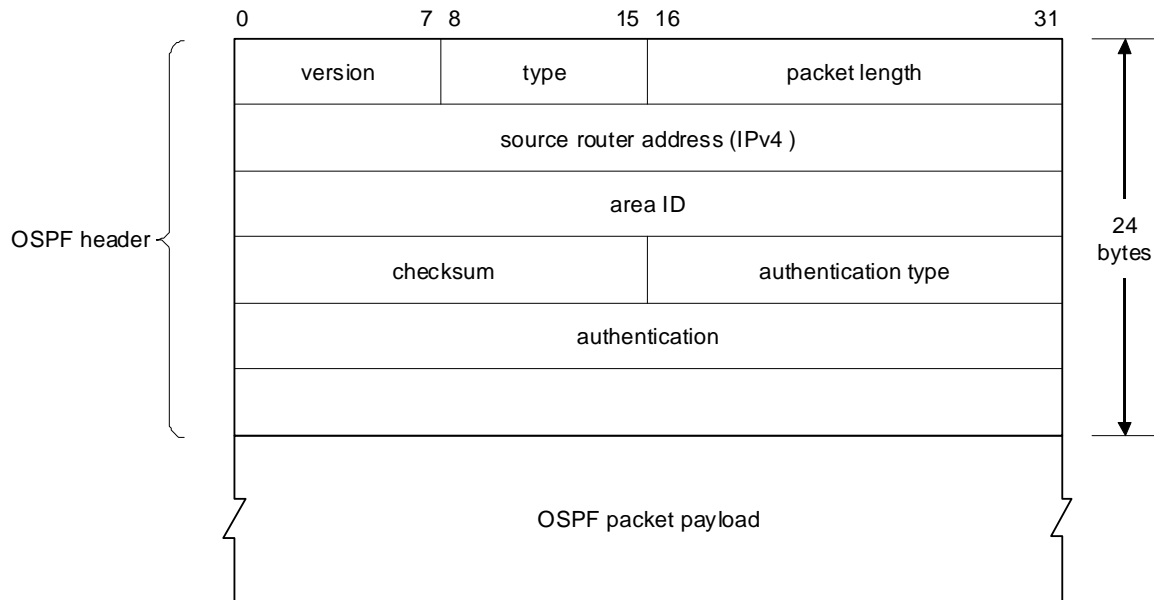 0 7 8 15 16 31
version type packet length
source router address (IPv4 )
area ID
OSPF header
24
bytes
checksum authentication type
authentication
OSPF packet payload